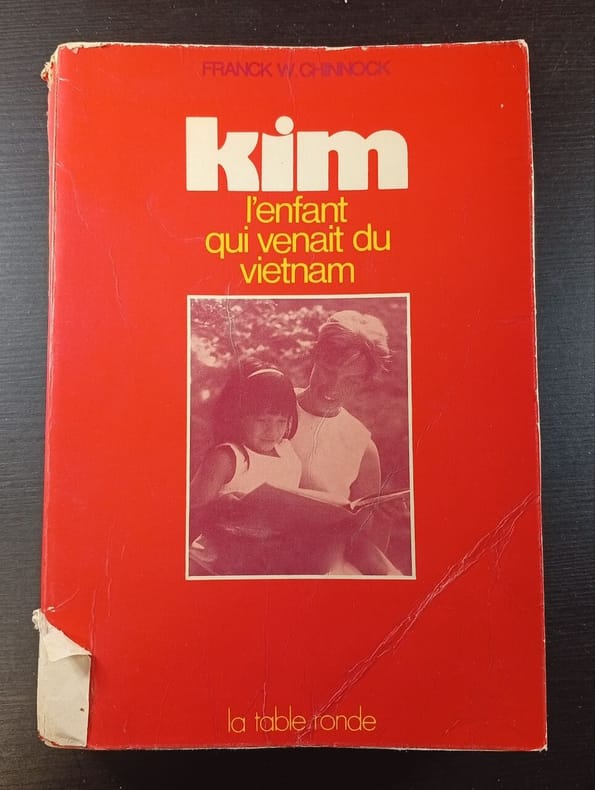 FRANCK W. CHINNOCK
kim
l'enfant
qui venait du
vietnam
la table ronde